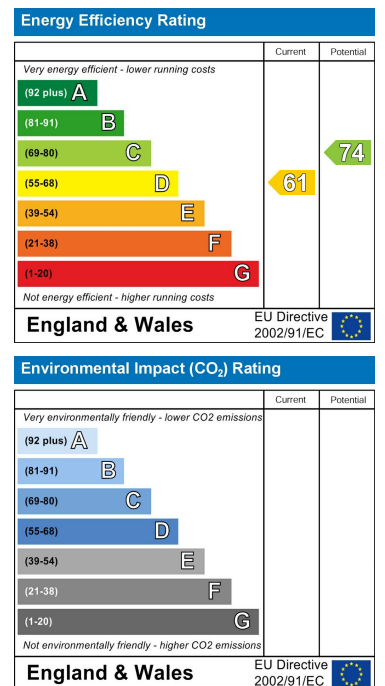 Energy Efficiency Rating
Current Potential
Very energy efficient - lower running costs
(92 plus) A
(81-91) B
(69-80) C
74
(55-68) D
61
(39-54) E
(21-38) F
(1-20) G
Not energy efficient - higher running costs
England & Wales
EU Directive
2002/91/EC
Environmental Impact (CO₂) Rating
Current Potential
Very environmentally friendly - lower CO2 emissions
(92 plus) A
(81-91) B
(69-80) C
(55-68) D
(39-54) E
(21-38) F
(1-20) G
Not environmentally friendly - higher CO2 emissions
England & Wales
EU Directive
2002/91/EC